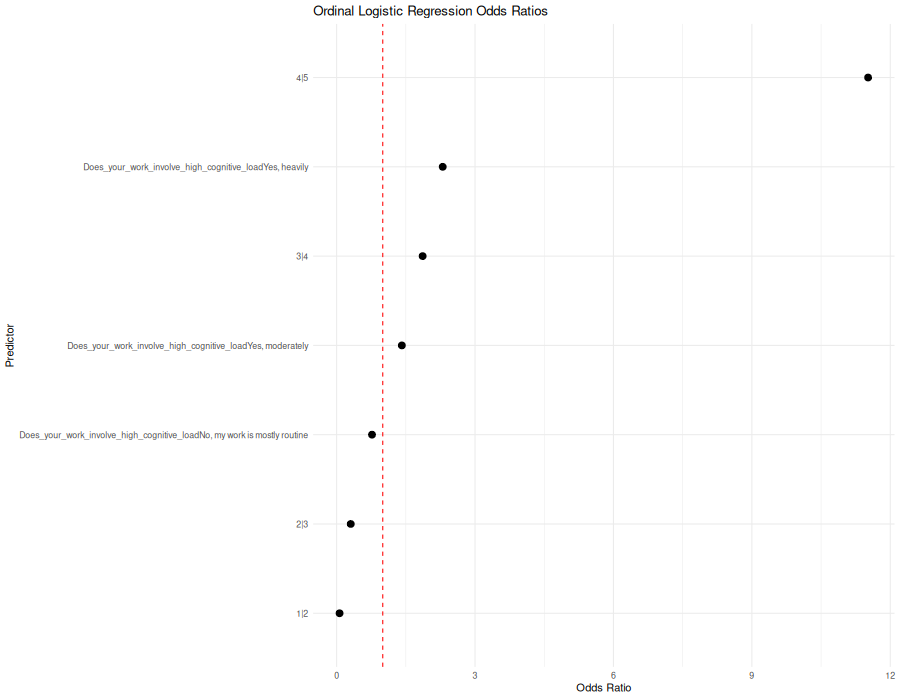 Ordinal Logistic Regression Odds Ratios
4|5
Does_your_work_involve_high_cognitive_loadYes, heavily
3|4
Does_your_work_involve_high_cognitive_loadYes, moderately
Does_your_work_involve_high_cognitive_loadNo, my work is mostly routine
2|3
1|2
Predictor
0 3 6 9 12
Odds Ratio